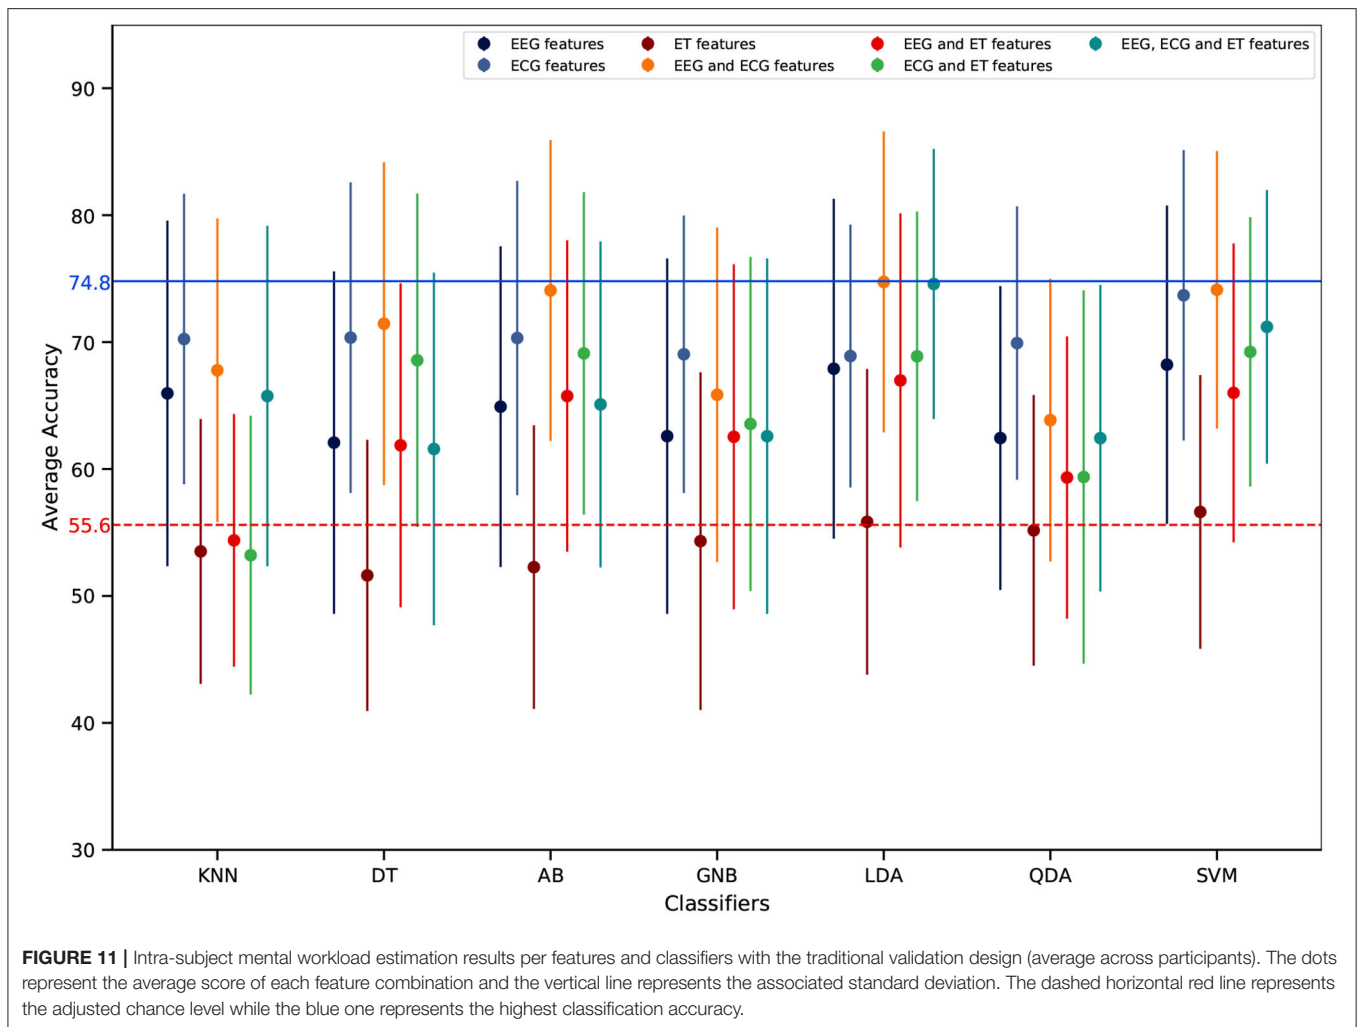 EEG features
ET features
EEG and ET features
EEG, ECG and ET features
ECG features
EEG and ECG features
ECG and ET features
90
80
74.8
70
60
55.6
50
40
30
Average Accuracy
KNN
DT
AB
GNB
LDA
QDA
SVM
Classifiers
FIGURE 11 | Intra-subject mental workload estimation results per features and classifiers with the traditional validation design (average across participants). The dots
represent the average score of each feature combination and the vertical line represents the associated standard deviation. The dashed horizontal red line represents
the adjusted chance level while the blue one represents the highest classification accuracy.